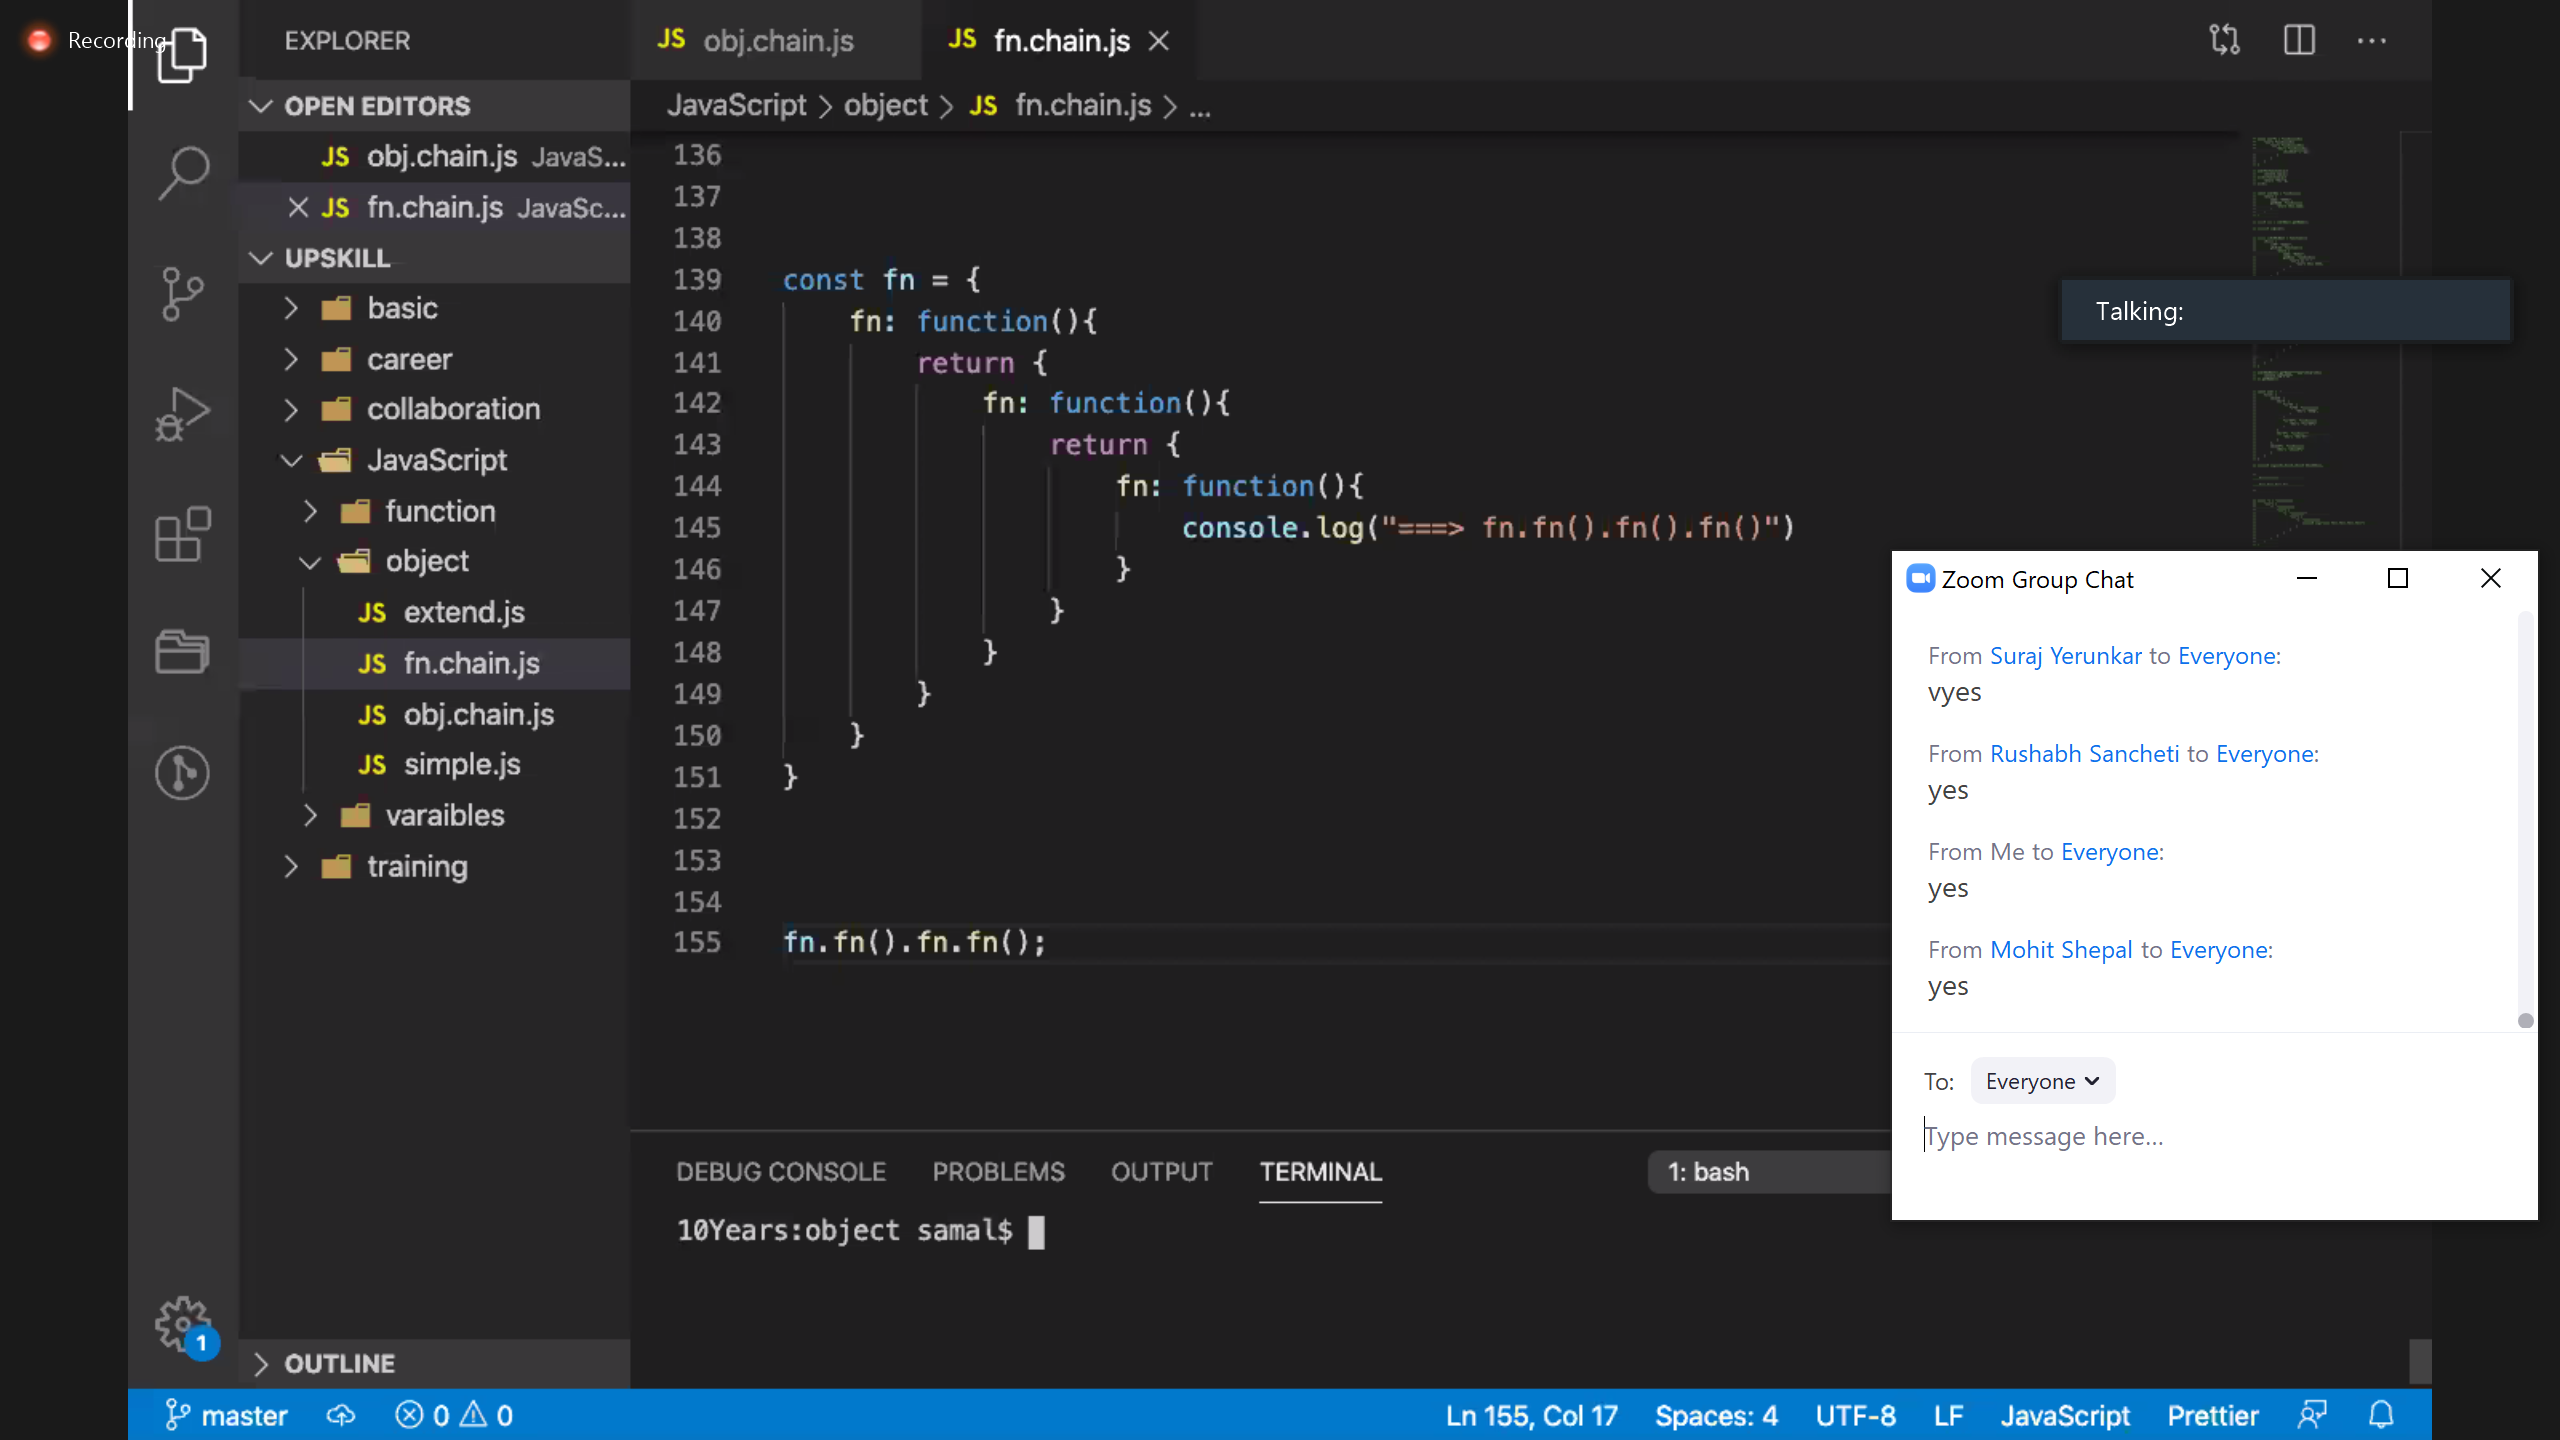 Recording
EXPLORER
OPEN EDITORS
JS obj.chain.js JavaS...
JS fn.chain.js JavaSc...
UPSKILL
basic
career
collaboration
JavaScript
function
object
JS extend.js
JS fn.chain.js
JS obj.chain.js
JS simple.js
varaibles
training
OUTLINE
JS obj.chain.js
JS fn.chain.js
JavaScript > object > JS fn.chain.js > ...
136
137
138
139 const fn = {
140 fn: function(){
141 return {
142 fn: function(){
143 return {
144 fn: function(){
145 console.log("===> fn.fn().fn().fn()")
146 }
147 }
148 }
149 }
150 }
151 }
152
153
154
155 fn.fn().fn.fn();
DEBUG CONSOLE PROBLEMS OUTPUT TERMINAL 1: bash
10Years:object samal$
Talking:
Zoom Group Chat
From Suraj Yerunkar to Everyone:
vyes
From Rushabh Sancheti to Everyone:
yes
From Me to Everyone:
yes
From Mohit Shepal to Everyone:
yes
To: Everyone
Type message here...
1
master 0 0 Ln 155, Col 17 Spaces: 4 UTF-8 LF JavaScript Prettier